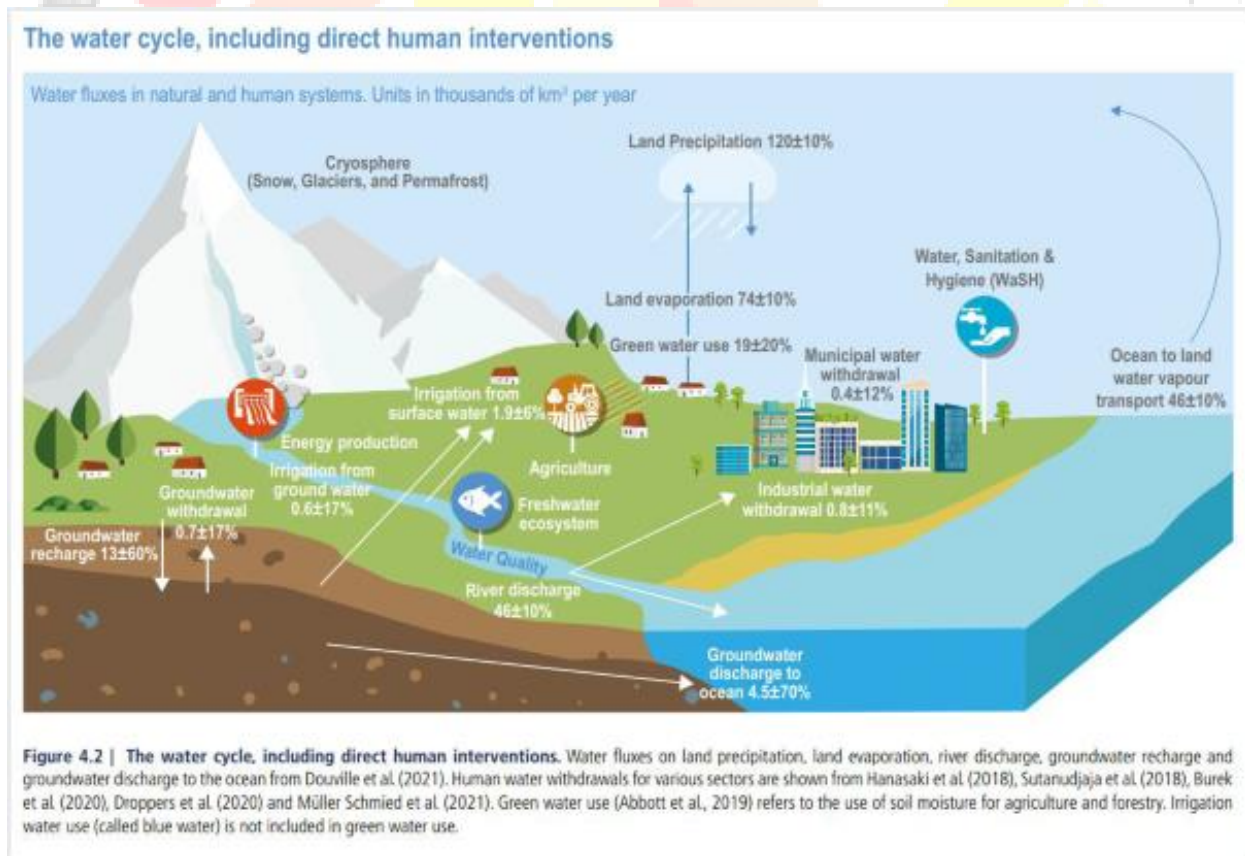 The water cycle, including direct human interventions
Water fluxes in natural and human systems. Units in thousands of km³ per year
Land Precipitation 120±10%
Cryosphere
(Snow, Glaciers, and Permafrost)
Water, Sanitation &
Hygiene (WaSH)
Land evaporation 74±10%
Green water use 19±20%
Municipal water
withdrawal
0.4±12%
Ocean to land
water vapour
transport 46±10%
Irrigation from
surface water 1.9±6%
Energy production
Agriculture
Irrigation from
ground water
0.6±17%
Groundwater
withdrawal
0.7±17%
Freshwater
ecosystem
Industrial water
withdrawal 0.8±11%
Groundwater
recharge 13±60%
Water Quality
River discharge
46±10%
Groundwater
discharge to
ocean 4.5±70%
Figure 4.2 | The water cycle, including direct human interventions. Water fluxes on land precipitation, land evaporation, river discharge, groundwater recharge and
groundwater discharge to the ocean from Douville et al. (2021). Human water withdrawals for various sectors are shown from Hanasaki et al. (2018), Sutanudjaja et al. (2018), Burek
et al. (2020), Droppers et al. (2020) and Müller Schmied et al. (2021). Green water use (Abbott et al., 2019) refers to the use of soil moisture for agriculture and forestry. Irrigation
water use (called blue water) is not included in green water use.